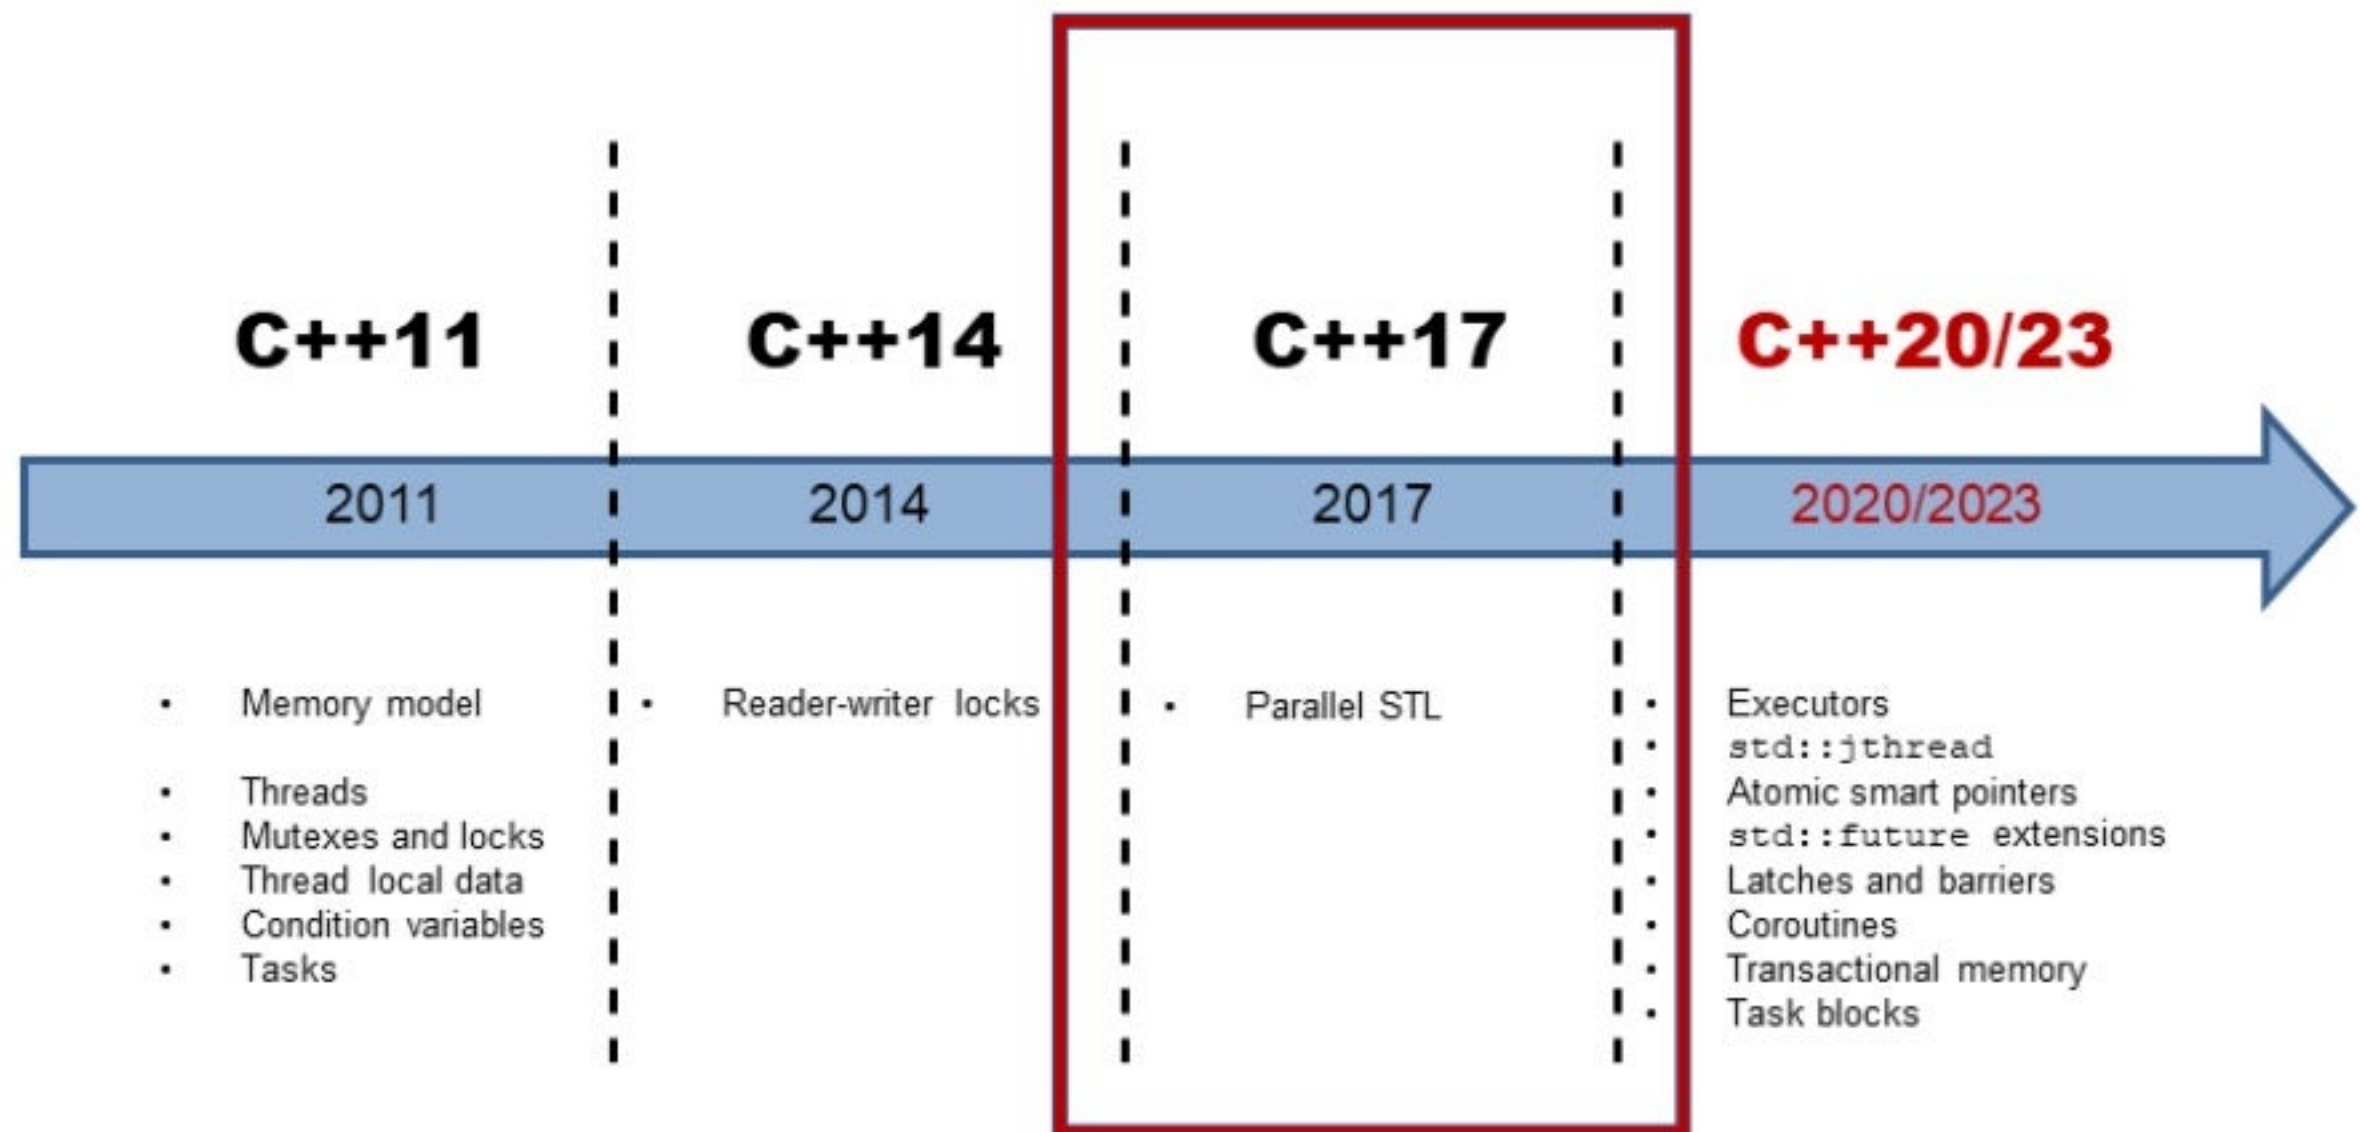 C++11
C++14
C++17
C++20/23
2011
2014
2017
2020/2023
• Memory model
• Threads
• Mutexes and locks
• Thread local data
• Condition variables
• Tasks
• Reader-writer locks
• Parallel STL
• Executors
• std::jthread
• Atomic smart pointers
• std::future extensions
• Latches and barriers
• Coroutines
• Transactional memory
• Task blocks